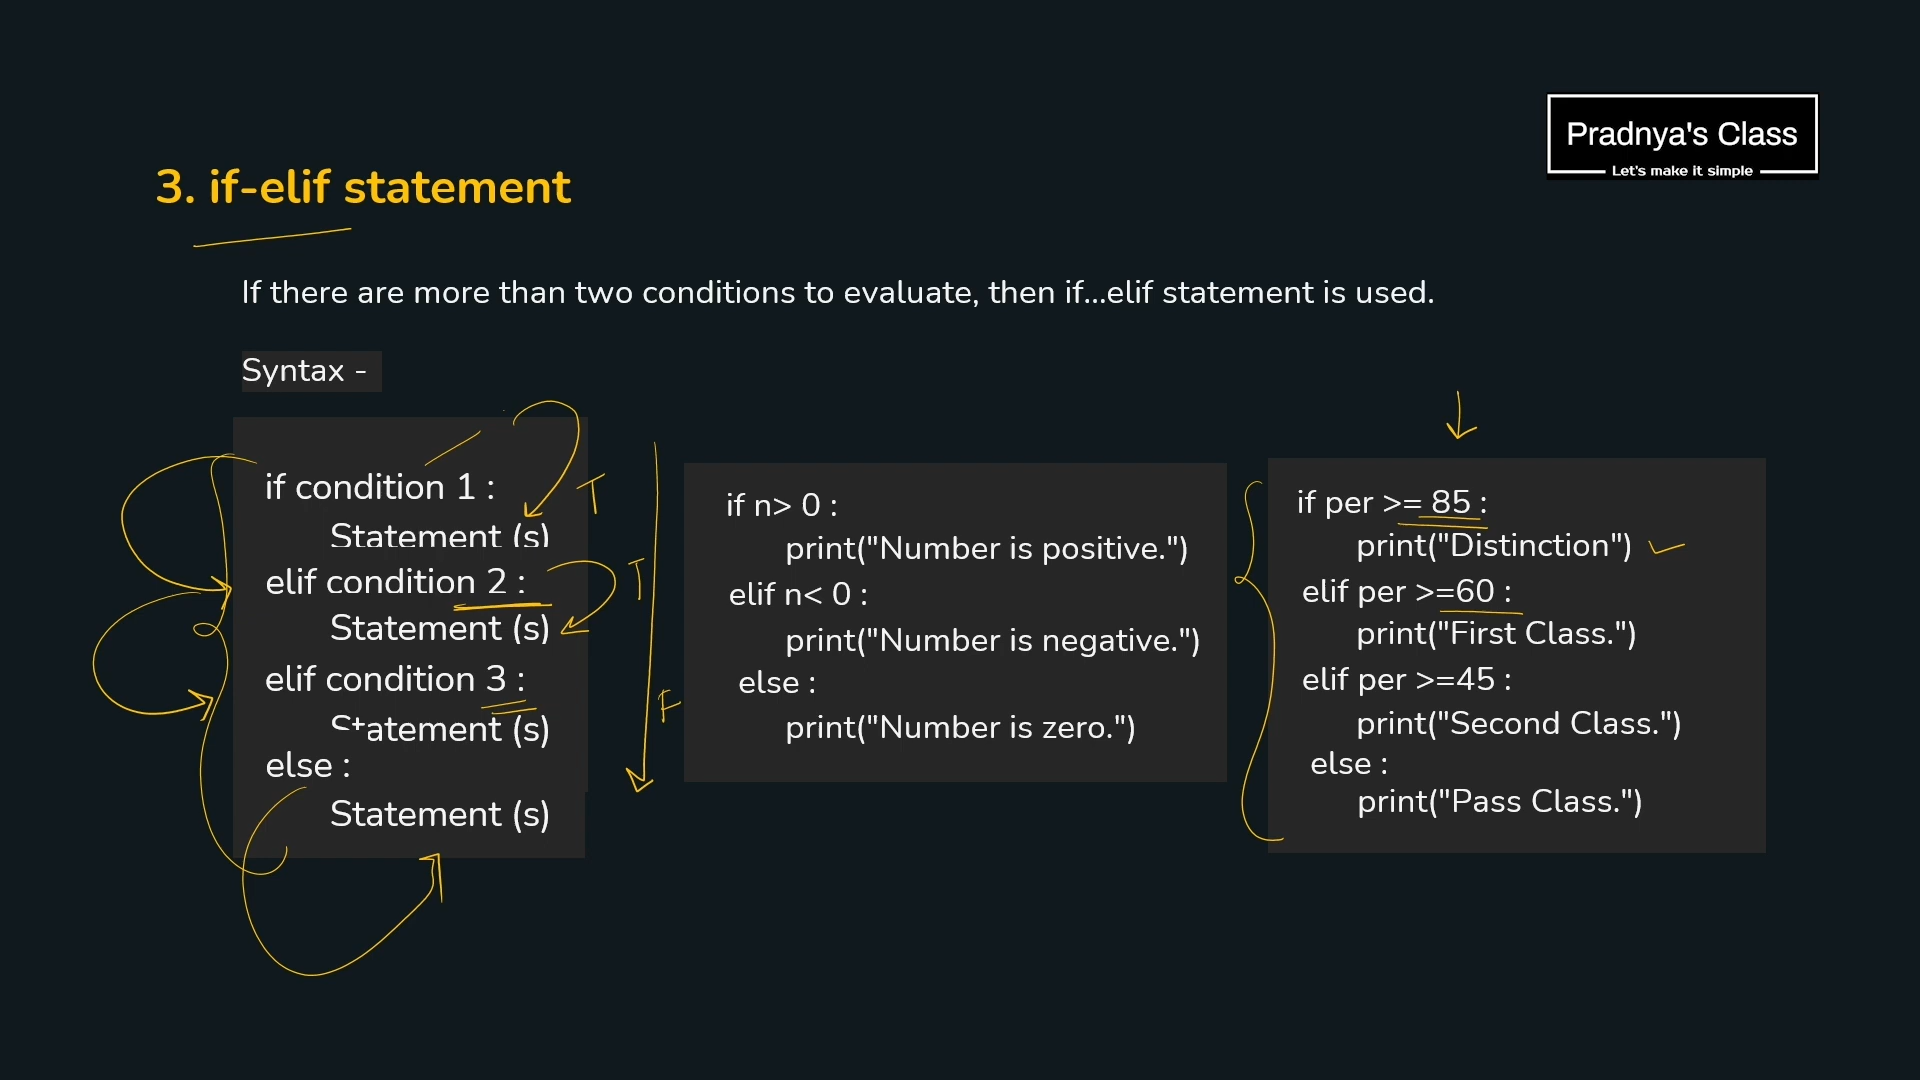 Pradnya's Class
Let's make it simple
3. if-elif statement
If there are more than two conditions to evaluate, then if...elif statement is used.
Syntax -
if condition 1 :
Statement (s)
elif condition 2 :
Statement (s)
elif condition 3 :
Statement (s)
else :
Statement (s)
T
T
F
if n> 0 :
print("Number is positive.")
elif n< 0 :
print("Number is negative.")
else :
print("Number is zero.")
if per >= 85 :
print("Distinction")
elif per >=60 :
print("First Class.")
elif per >=45 :
print("Second Class.")
else :
print("Pass Class.")